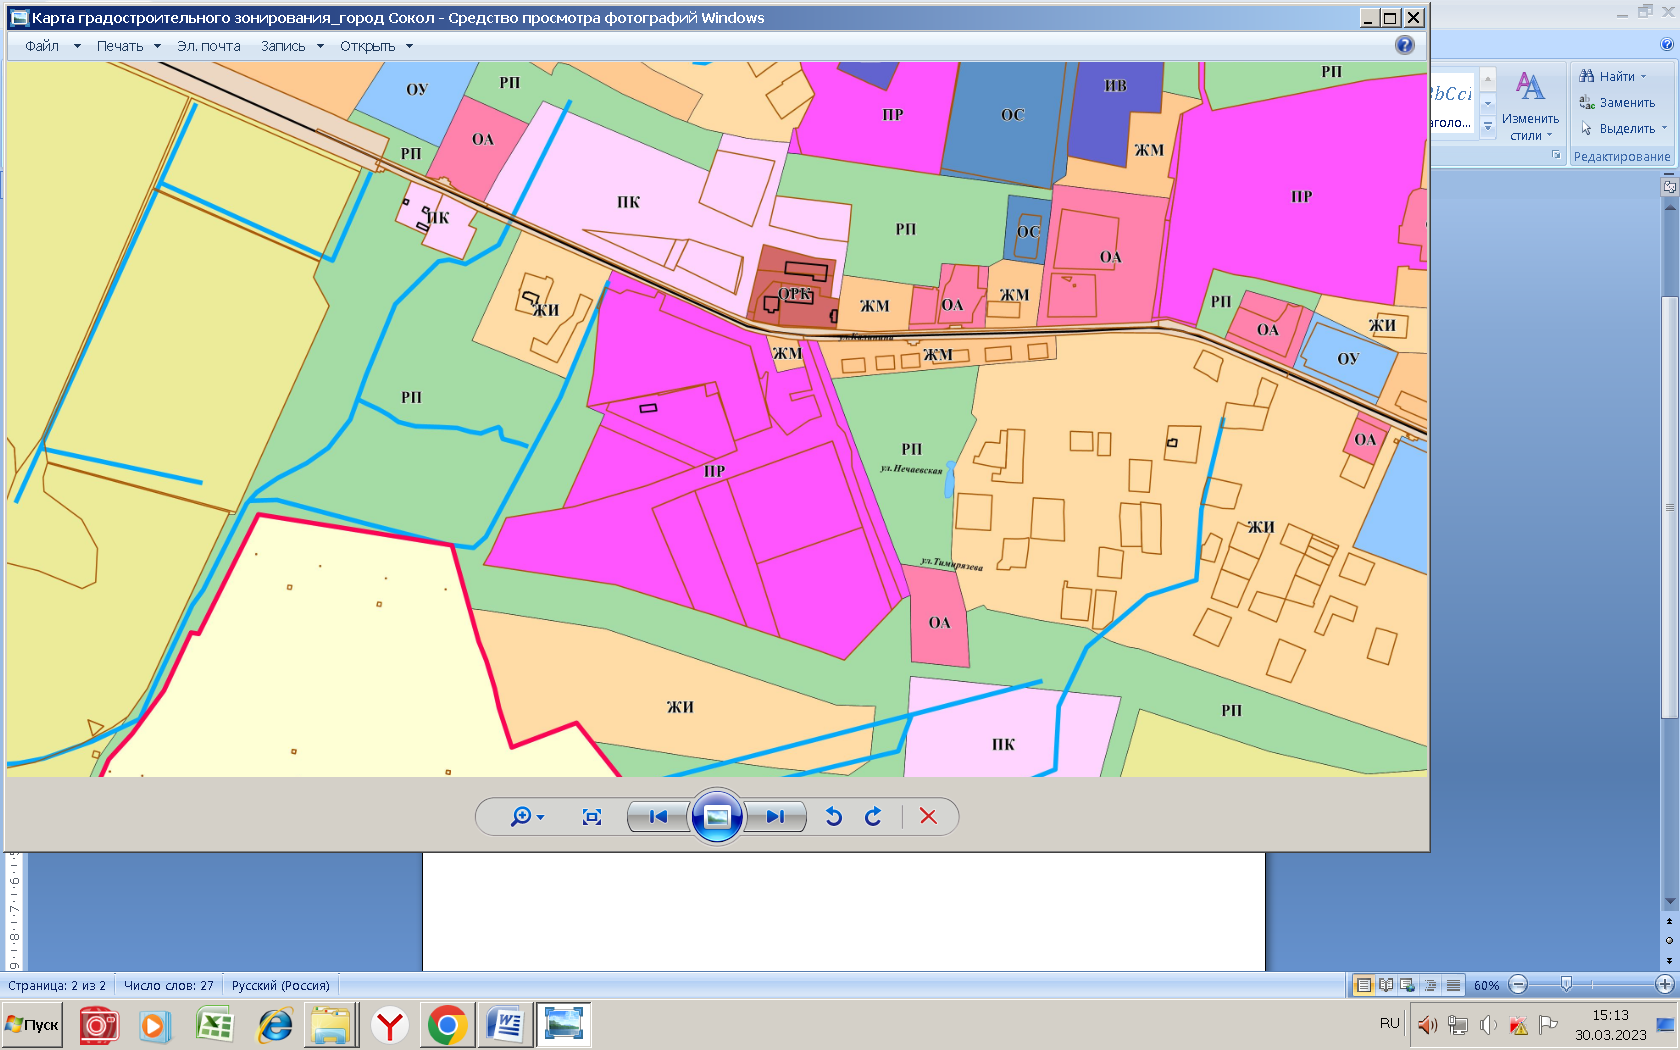 Карта градостроительного зонирования_город Сокол - Средство просмотра фотографий Windows
Файл Печать Эл. почта Запись Открыть
Найти
Заменить
Выделить
Изменить стили
Редактирование
ОУ
РП
ПР
ОС
ИВ
РП
РП
ОА
ЖМ
ПК
ПК
РП
ОС
ОА
ПР
ЖИ
ОРК
ЖМ
ОА
ЖМ
РП
ОА
ЖИ
ЖМ
ЖМ
ОУ
РП
РП
ул.Нечаевская
ПР
ОА
ЖИ
ул.Тимирязева
ОА
ЖИ
РП
ПК
Страница: 2 из 2 Число слов: 27 Русский (Россия)
60%
Пуск
RU
15:13
30.03.2023